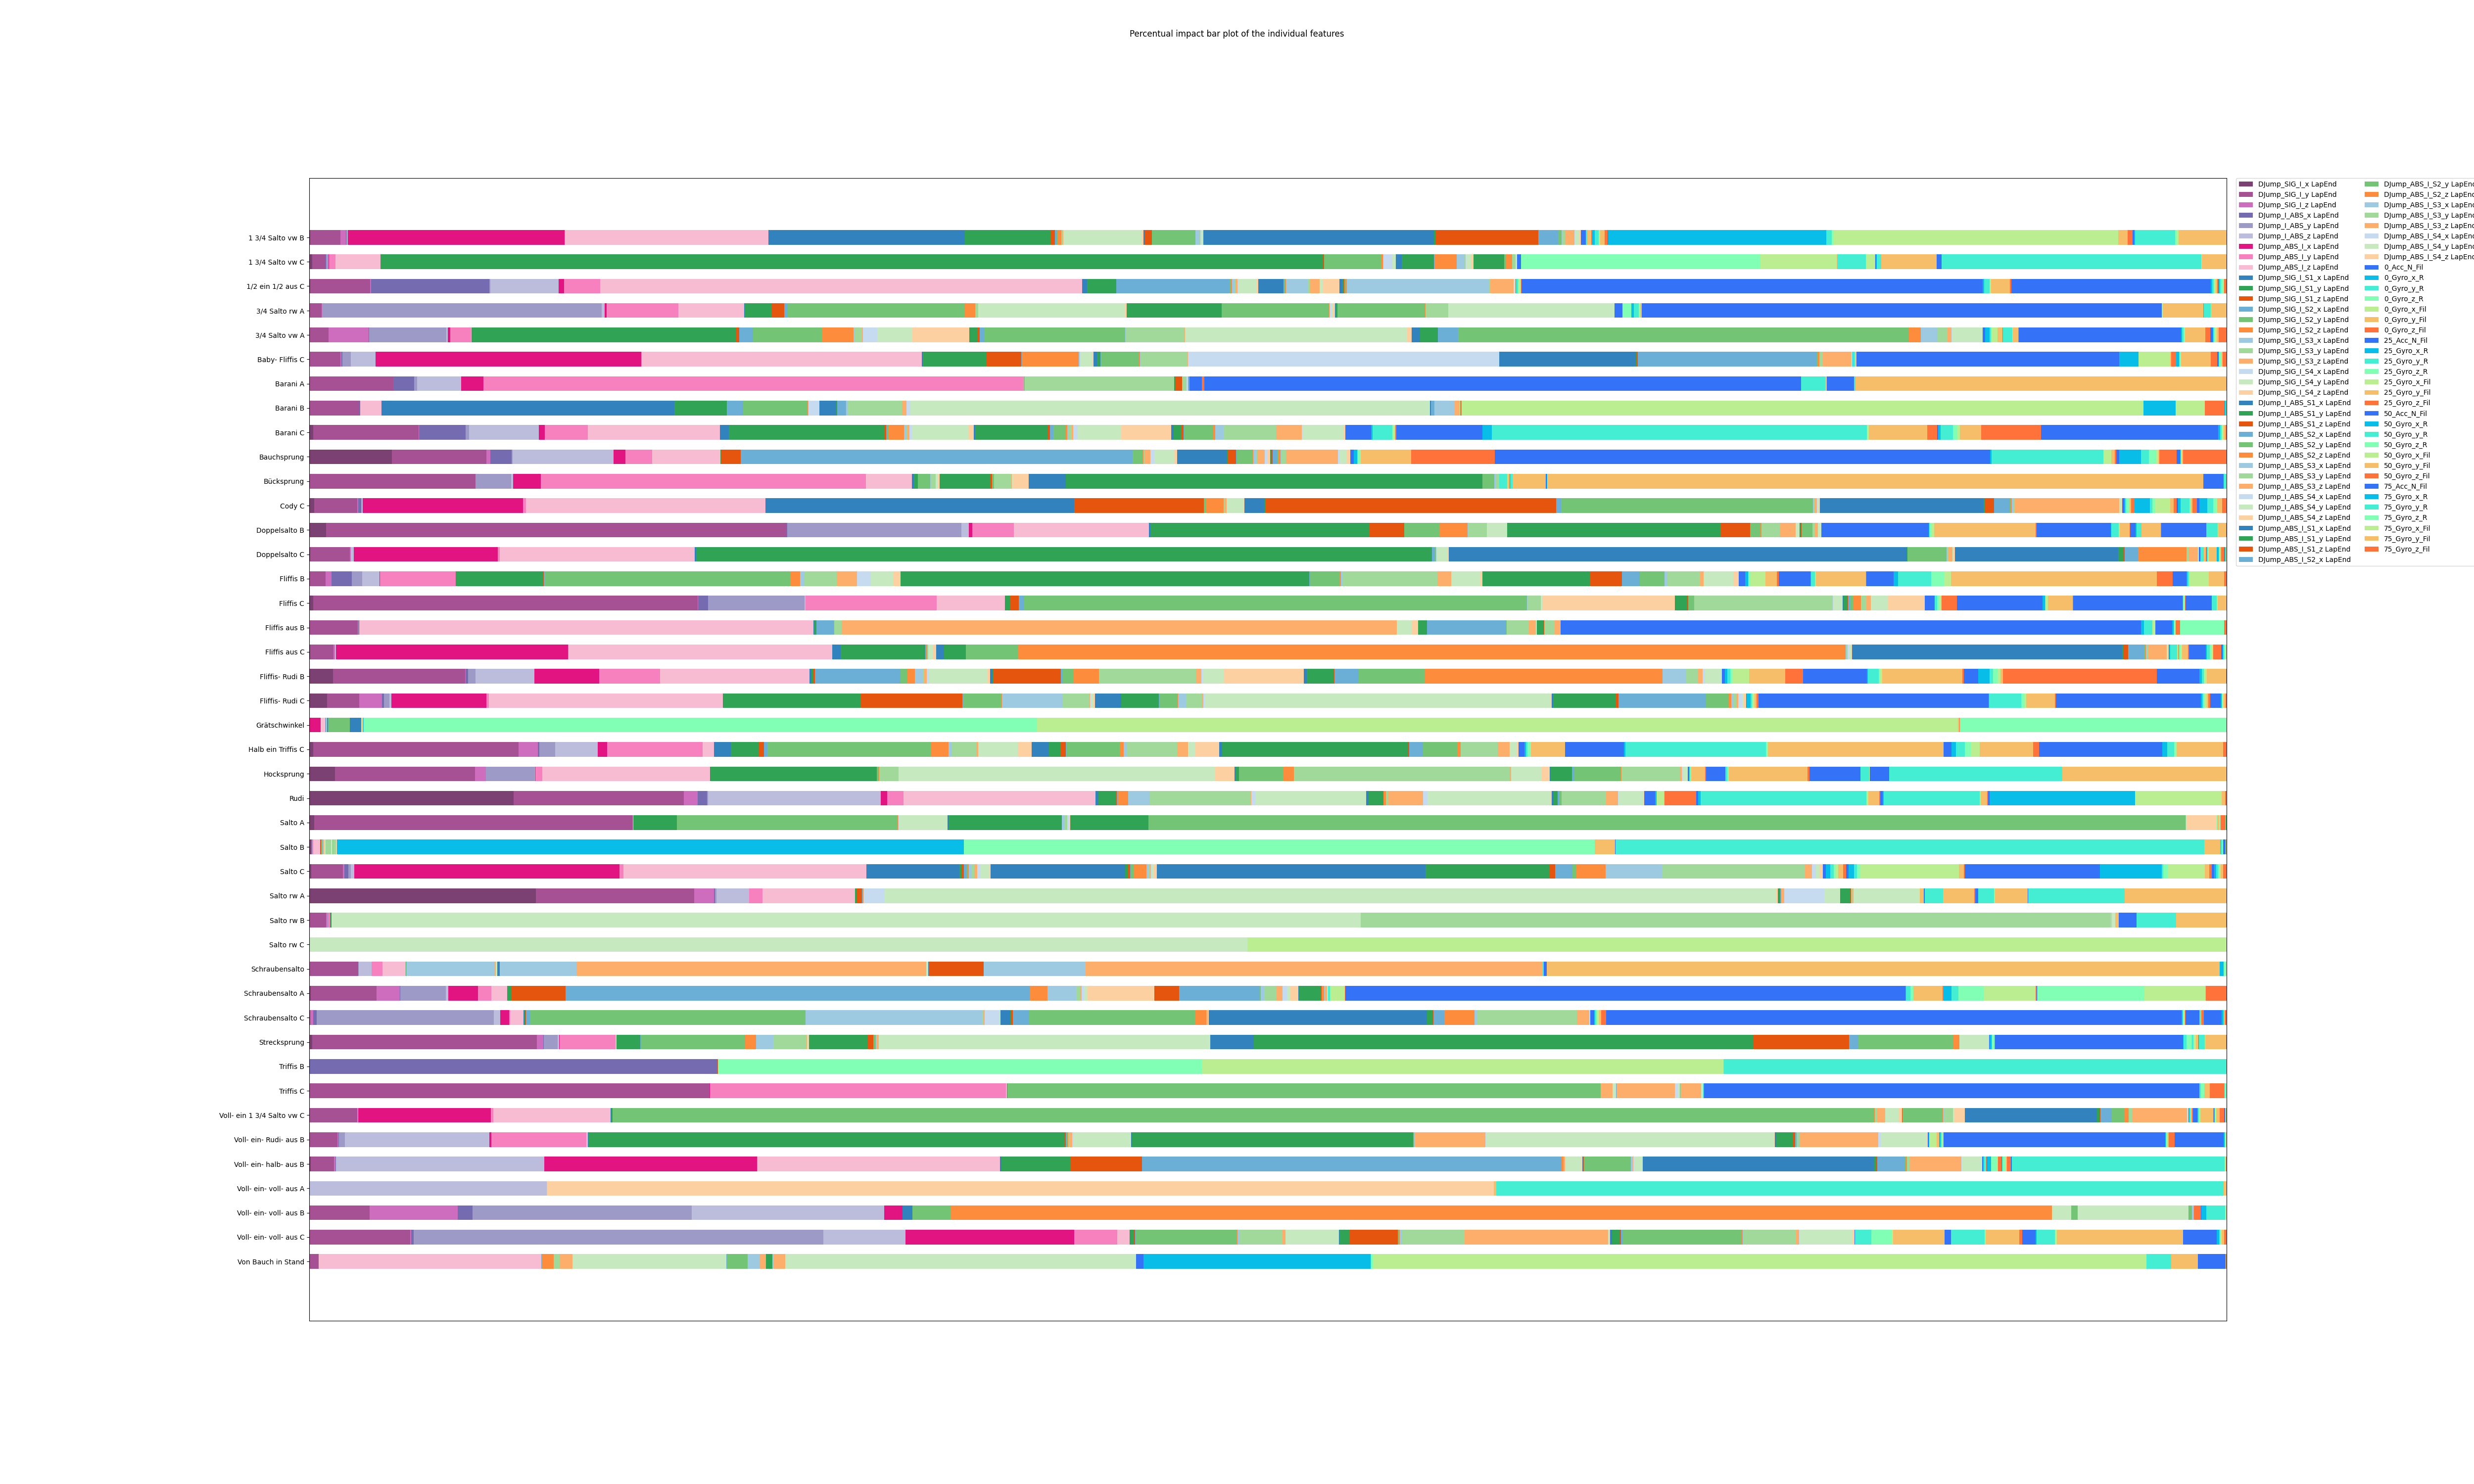 Percentual impact bar plot of the individual features
1 3/4 Salto vw B
1 3/4 Salto vw C
1/2 ein 1/2 aus C
3/4 Salto rw A
3/4 Salto vw A
Baby- Fliffis C
Barani A
Barani B
Barani C
Bauchsprung
Bücksprung
Cody C
Doppelsalto B
Doppelsalto C
Fliffis B
Fliffis C
Fliffis aus B
Fliffis aus C
Fliffis- Rudi B
Fliffis- Rudi C
Grätschwinkel
Halb ein Triffis C
Hocksprung
Rudi
Salto A
Salto B
Salto C
Salto rw A
Salto rw B
Salto rw C
Schraubensalto
Schraubensalto A
Schraubensalto C
Strecksprung
Triffis B
Triffis C
Voll- ein 1 3/4 Salto vw C
Voll- ein- Rudi- aus B
Voll- ein- halb- aus B
Voll- ein- voll- aus A
Voll- ein- voll- aus B
Voll- ein- voll- aus C
Von Bauch in Stand
DJump_SIG_I_x LapEnd
DJump_SIG_I_y LapEnd
DJump_SIG_I_z LapEnd
DJump_I_ABS_x LapEnd
DJump_I_ABS_y LapEnd
DJump_I_ABS_z LapEnd
DJump_ABS_I_x LapEnd
DJump_ABS_I_y LapEnd
DJump_ABS_I_z LapEnd
DJump_SIG_I_S1_x LapEnd
DJump_SIG_I_S1_y LapEnd
DJump_SIG_I_S1_z LapEnd
DJump_SIG_I_S2_x LapEnd
DJump_SIG_I_S2_y LapEnd
DJump_SIG_I_S2_z LapEnd
DJump_SIG_I_S3_x LapEnd
DJump_SIG_I_S3_y LapEnd
DJump_SIG_I_S3_z LapEnd
DJump_SIG_I_S4_x LapEnd
DJump_SIG_I_S4_y LapEnd
DJump_SIG_I_S4_z LapEnd
DJump_I_ABS_S1_x LapEnd
DJump_I_ABS_S1_y LapEnd
DJump_I_ABS_S1_z LapEnd
DJump_I_ABS_S2_x LapEnd
DJump_I_ABS_S2_y LapEnd
DJump_I_ABS_S2_z LapEnd
DJump_I_ABS_S3_x LapEnd
DJump_I_ABS_S3_y LapEnd
DJump_I_ABS_S3_z LapEnd
DJump_I_ABS_S4_x LapEnd
DJump_I_ABS_S4_y LapEnd
DJump_I_ABS_S4_z LapEnd
DJump_ABS_I_S1_x LapEnd
DJump_ABS_I_S1_y LapEnd
DJump_ABS_I_S1_z LapEnd
DJump_ABS_I_S2_x LapEnd
DJump_ABS_I_S2_y LapEnd
DJump_ABS_I_S2_z LapEnd
DJump_ABS_I_S3_x LapEnd
DJump_ABS_I_S3_y LapEnd
DJump_ABS_I_S3_z LapEnd
DJump_ABS_I_S4_x LapEnd
DJump_ABS_I_S4_y LapEnd
DJump_ABS_I_S4_z LapEnd
0_Acc_N_Fil
0_Gyro_x_R
0_Gyro_y_R
0_Gyro_z_R
0_Gyro_x_Fil
0_Gyro_y_Fil
0_Gyro_z_Fil
25_Acc_N_Fil
25_Gyro_x_R
25_Gyro_y_R
25_Gyro_z_R
25_Gyro_x_Fil
25_Gyro_y_Fil
25_Gyro_z_Fil
50_Acc_N_Fil
50_Gyro_x_R
50_Gyro_y_R
50_Gyro_z_R
50_Gyro_x_Fil
50_Gyro_y_Fil
50_Gyro_z_Fil
75_Acc_N_Fil
75_Gyro_x_R
75_Gyro_y_R
75_Gyro_z_R
75_Gyro_x_Fil
75_Gyro_y_Fil
75_Gyro_z_Fil